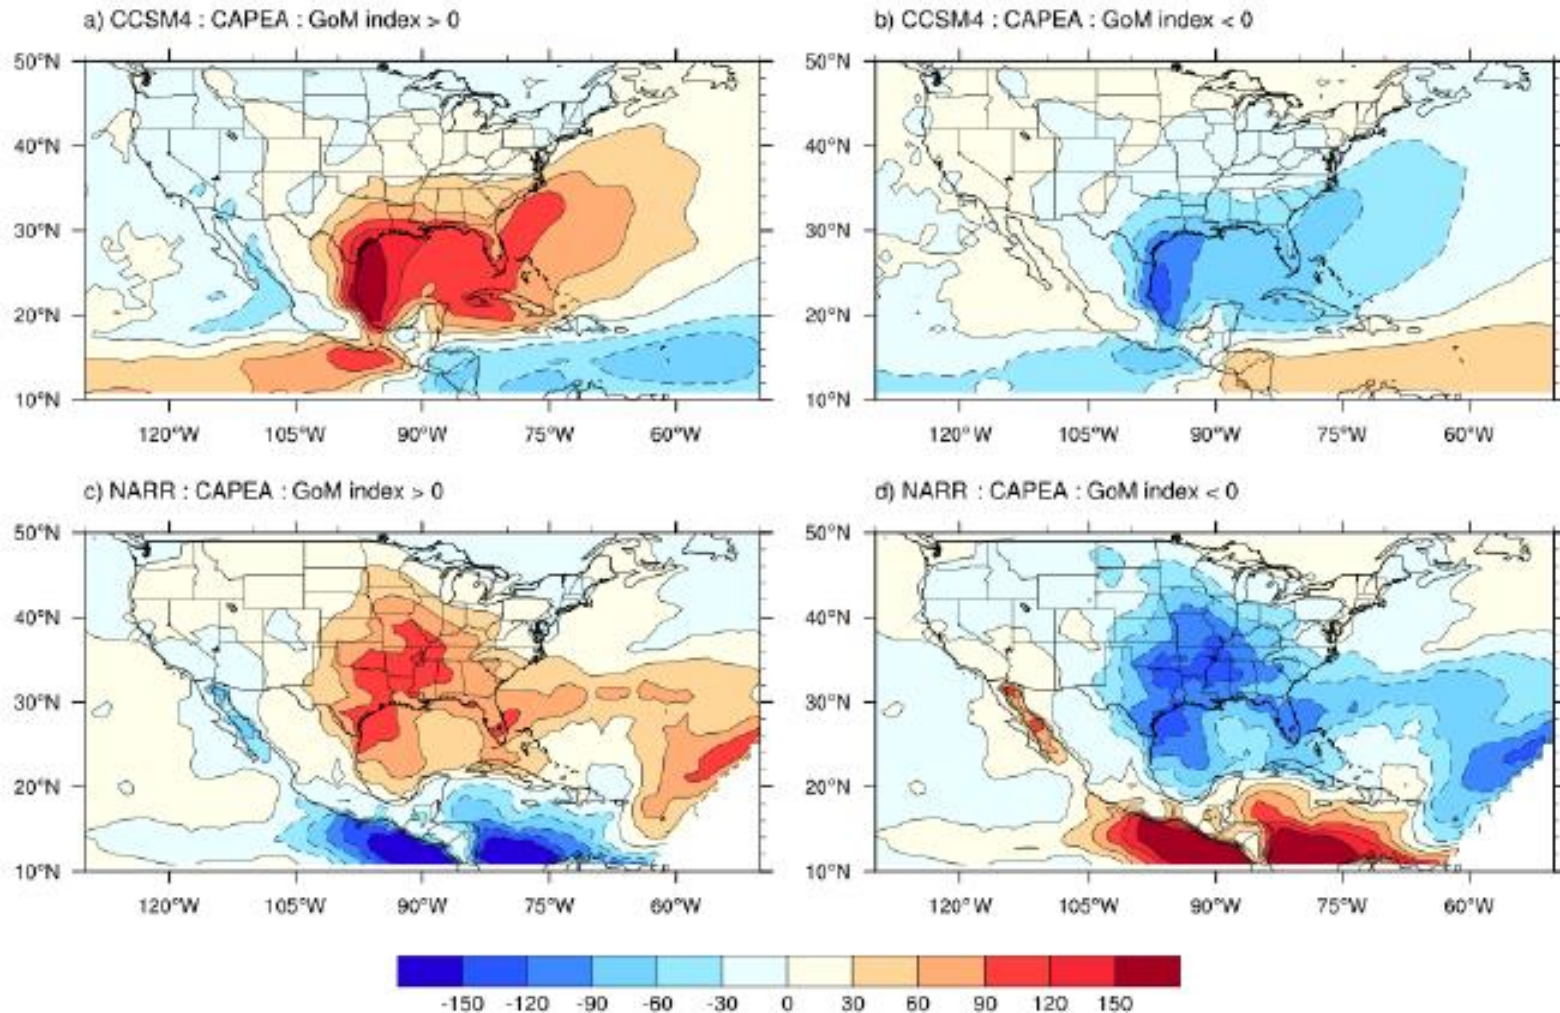 a) CCSM4 : CAPEA : GoM index > 0
b) CCSM4 : CAPEA : GoM index < 0
50°N
40°N
30°N
20°N
10°N
120°W 105°W 90°W 75°W 60°W
50°N
40°N
30°N
20°N
10°N
120°W 105°W 90°W 75°W 60°W
c) NARR : CAPEA : GoM index > 0
d) NARR : CAPEA : GoM index < 0
50°N
40°N
30°N
20°N
10°N
120°W 105°W 90°W 75°W 60°W
50°N
40°N
30°N
20°N
10°N
120°W 105°W 90°W 75°W 60°W
-150 -120 -90 -60 -30 0 30 60 90 120 150